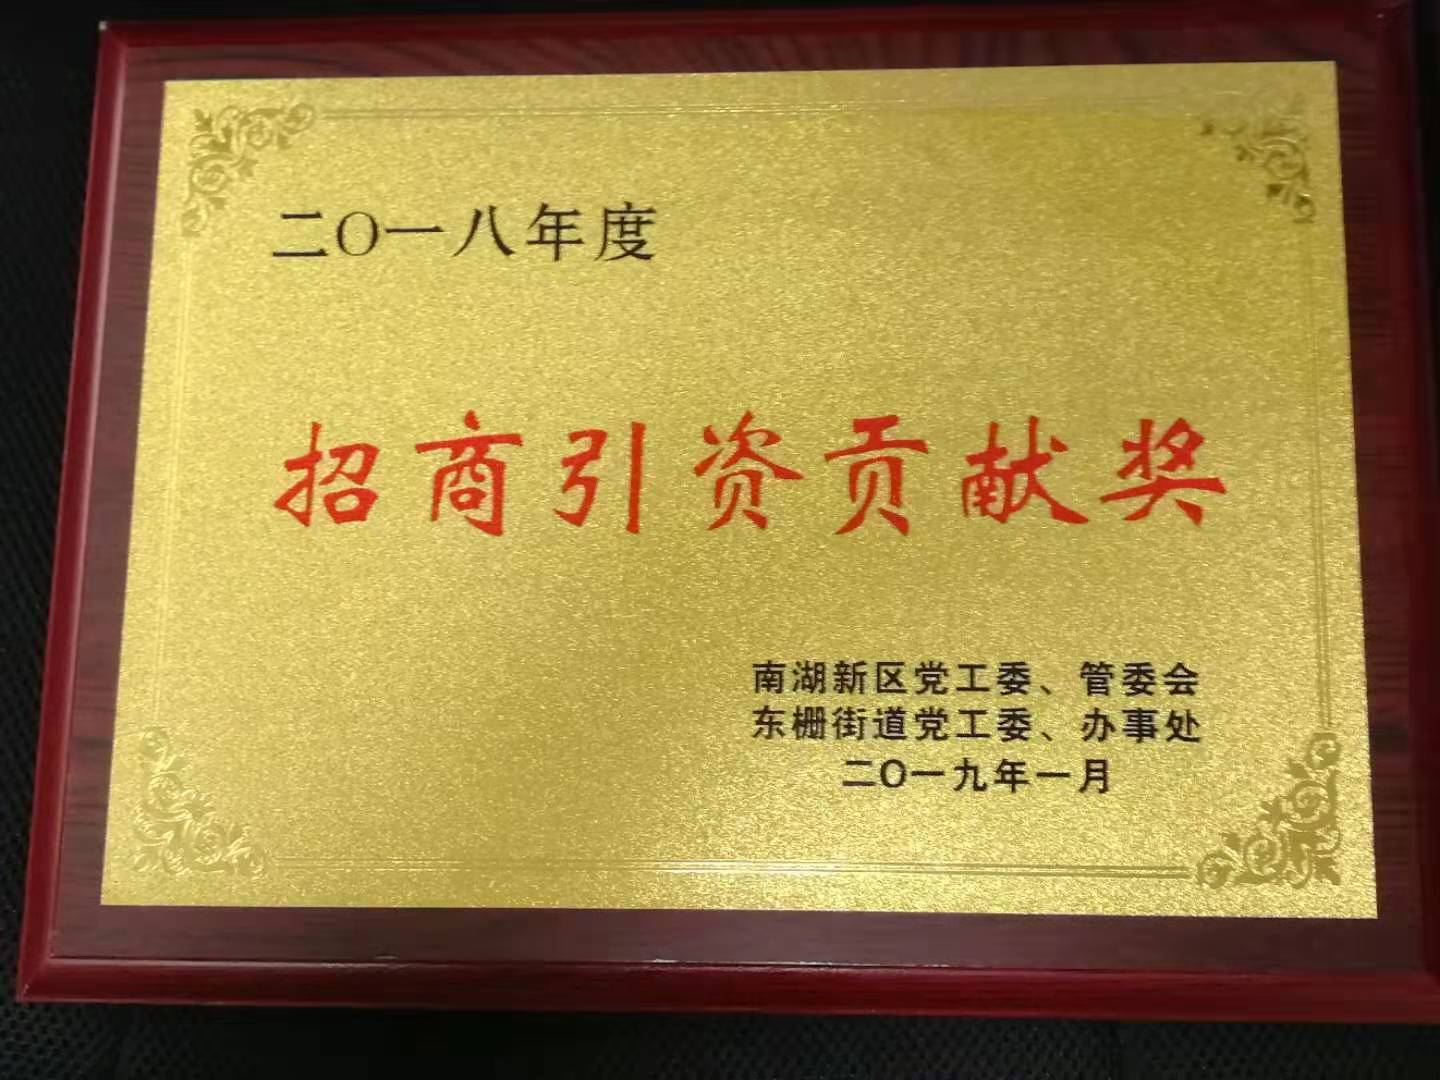 二〇一八年度
招商引资贡献奖
南湖新区党工委、管委会
东栅街道党工委、办事处
二〇一九年一月